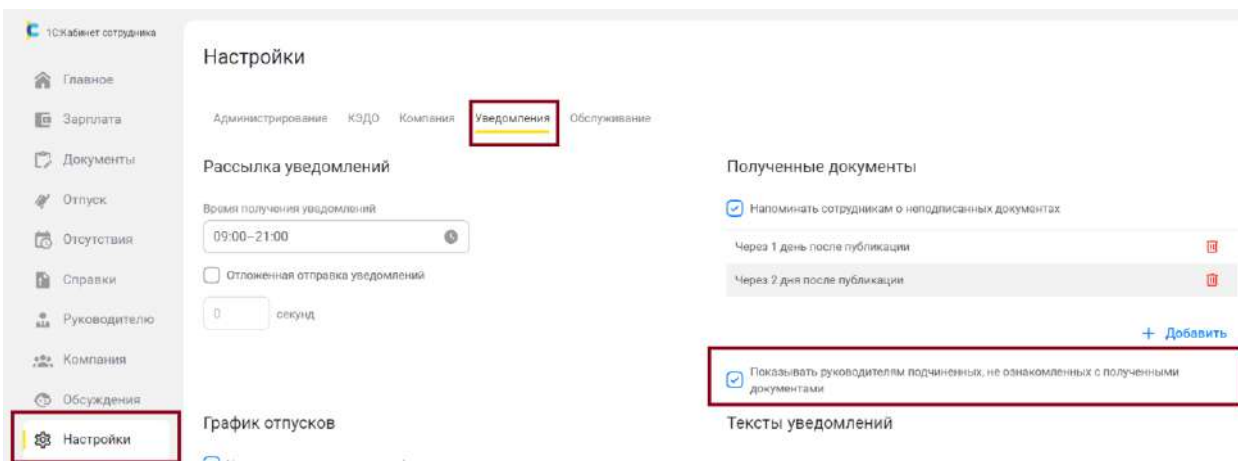 1С:Кабинет сотрудника
Главное
Зарплата
Документы
Отпуск
Отсутствия
Справки
Руководителю
Компания
Обсуждения
Настройки
Настройки
Администрирование КЭДО Компания Уведомления Обслуживание
Рассылка уведомлений
Время получения уведомлений
09:00–21:00
Отложенная отправка уведомлений
0 секунд
График отпусков
Полученные документы
Напоминать сотрудникам о неподписанных документах
Через 1 день после публикации
Через 2 дня после публикации
+ Добавить
Показывать руководителям подчиненных, не ознакомленных с полученными
документами
Тексты уведомлений